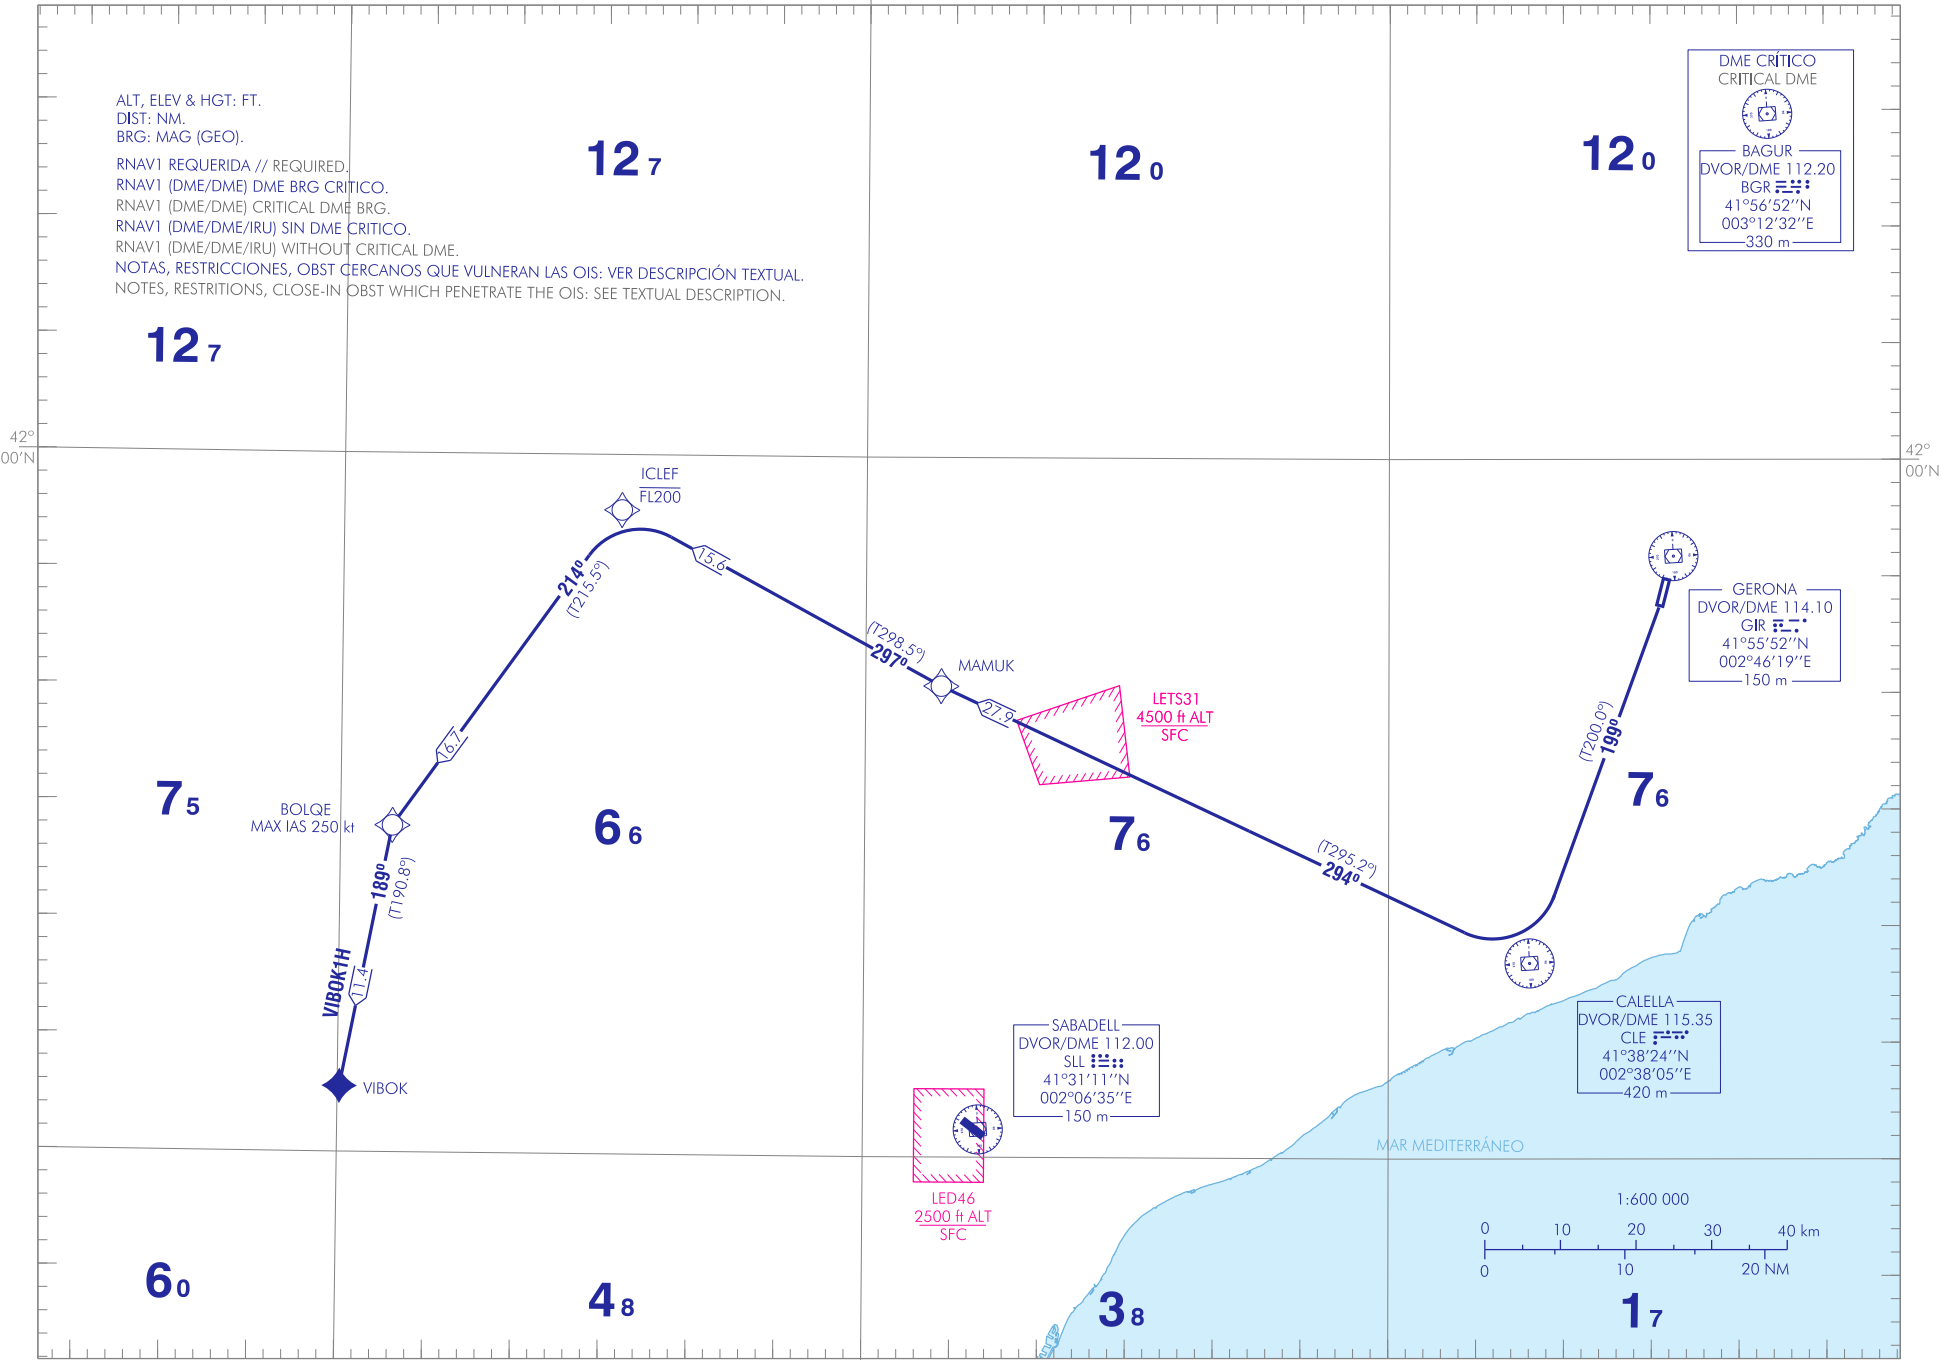 ALT, ELEV & HGT: FT.
DIST: NM.
BRG: MAG (GEO).
RNAV1 REQUERIDA // REQUIRED.
RNAV1 (DME/DME) DME BRG CRITICO.
RNAV1 (DME/DME) CRITICAL DME BRG.
RNAV1 (DME/DME/IRU) SIN DME CRITICO.
RNAV1 (DME/DME/IRU) WITHOUT CRITICAL DME.
NOTAS, RESTRICCIONES, OBST CERCANOS QUE VULNERAN LAS OIS: VER DESCRIPCIÓN TEXTUAL.
NOTES, RESTRITIONS, CLOSE-IN OBST WHICH PENETRATE THE OIS: SEE TEXTUAL DESCRIPTION.
12 7
12 7
12 0
12 0
DME CRÍTICO
CRITICAL DME
BAGUR
DVOR/DME 112.20
BGR
41°56'52''N
003°12'32''E
330 m
42°
00'N
42°
00'N
ICLEF
FL200
15.6
214º
(T215.5º)
(T298.5º)
297º
MAMUK
27.9
LETS31
4500 ft ALT
SFC
GERONA
DVOR/DME 114.10
GIR
41°55'52''N
002°46'19''E
150 m
(T200.0º)
199º
16.7
7 5
BOLQE
MAX IAS 250 kt
6 6
7 6
7 6
(T295.2º)
294º
189º
(T190.8º)
VIBOK1H
11.4
VIBOK
SABADELL
DVOR/DME 112.00
SLL
41°31'11''N
002°06'35''E
150 m
CALELLA
DVOR/DME 115.35
CLE
41°38'24''N
002°38'05''E
420 m
MAR MEDITERRÁNEO
LED46
2500 ft ALT
SFC
1:600 000
0 10 20 30 40 km
0 10 20 NM
6 0
4 8
3 8
1 7